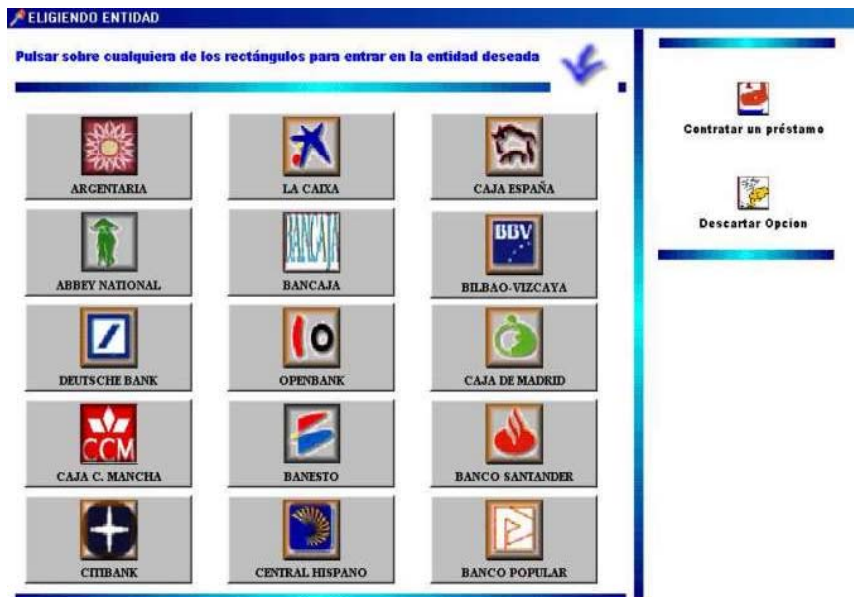 ELIGIENDO ENTIDAD
Pulsar sobre cualquiera de los rectángulos para entrar en la entidad deseada
ARGENTARIA
LA CAIXA
CAJA ESPAÑA
ABBEY NATIONAL
BANCAJA
BANCAJA
BBV
BILBAO-VIZCAYA
DEUTSCHE BANK
OPENBANK
CAJA DE MADRID
CCM
CAJA C. MANCHA
BANESTO
BANCO SANTANDER
CITIBANK
CENTRAL HISPANO
BANCO POPULAR
Contratar un préstamo
Descartar Opcion